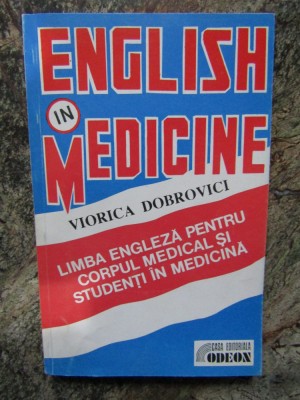 ENGLISH
IN
MEDICINE
VIORICA DOBROVICI
LIMBA ENGLEZĂ PENTRU
CORPUL MEDICAL ȘI
STUDENȚI ÎN MEDICINĂ
CASA EDITORIALA
ODEON